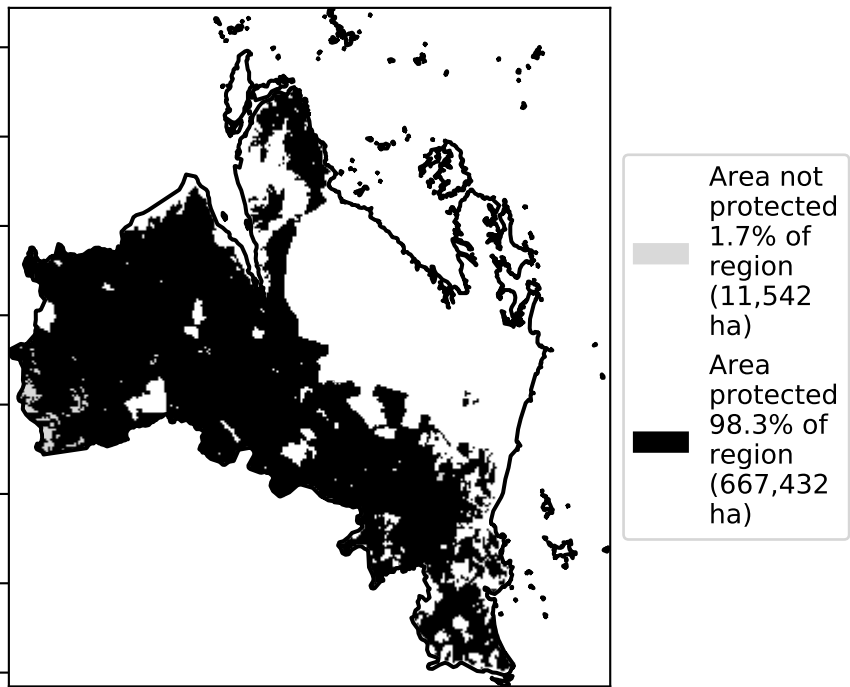 Area not
protected
1.7% of
region
(11,542
ha)
Area
protected
98.3% of
region
(667,432
ha)